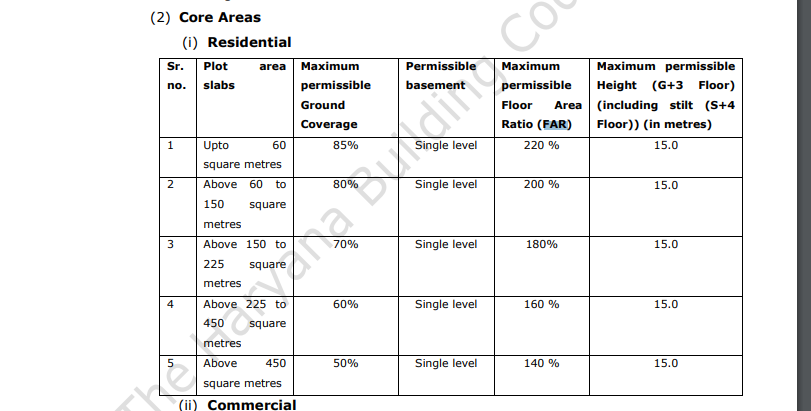 (2) Core Areas
(i) Residential
Sr. no. Plot area slabs Maximum permissible Ground Coverage Permissible basement Maximum permissible Floor Area Ratio (FAR) Maximum permissible Height (G+3 Floor) (including stilt (S+4 Floor)) (in metres)
1 Upto 60 square metres 85% Single level 220 % 15.0
2 Above 60 to 150 square metres 80% Single level 200 % 15.0
3 Above 150 to 225 square metres 70% Single level 180% 15.0
4 Above 225 to 450 square metres 60% Single level 160 % 15.0
5 Above 450 square metres 50% Single level 140 % 15.0
(ii) Commercial
The Haryana Building